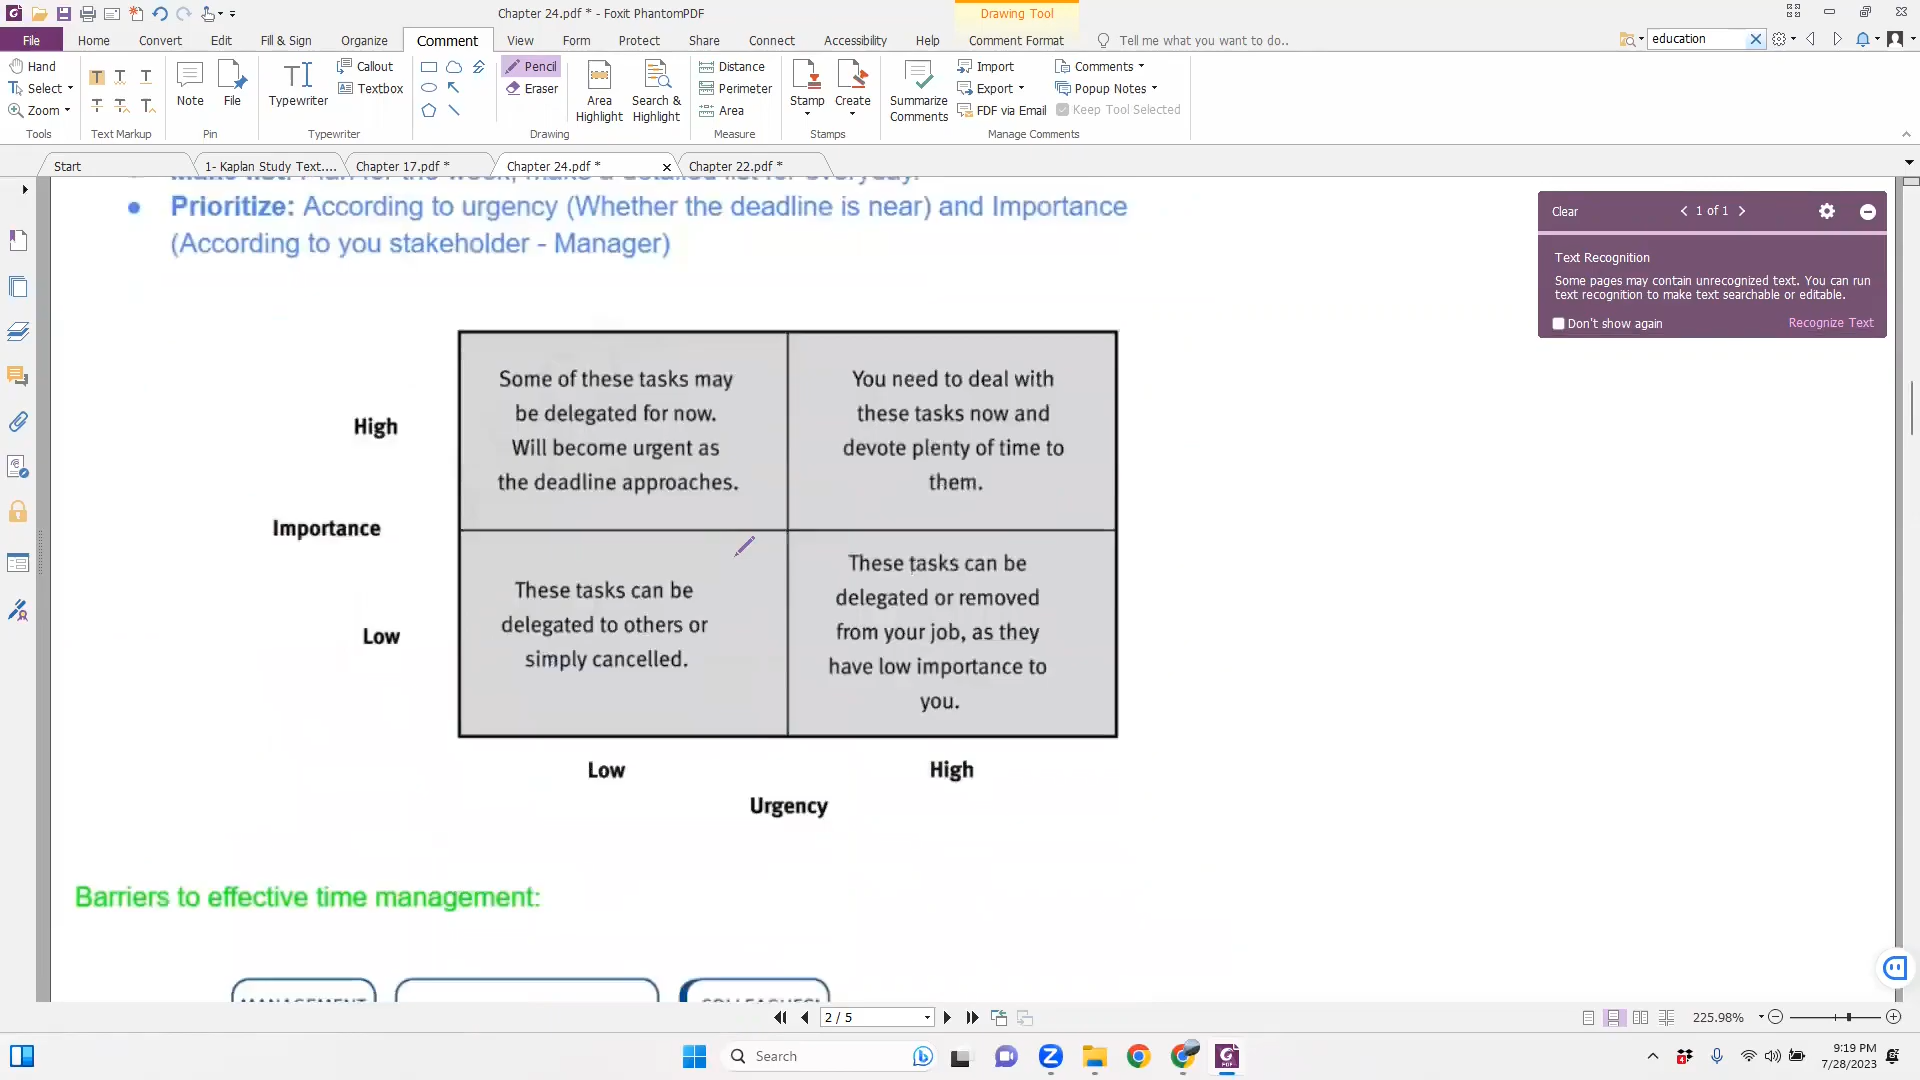 Chapter 24.pdf * - Foxit PhantomPDF
Drawing Tool
File Home Convert Edit Fill & Sign Organize Comment View Form Protect Share Connect Accessibility Help Comment Format Tell me what you want to do.. education
Hand
Select
Zoom
Tools
Text Markup
Note
File
Pin
Typewriter
Callout
Textbox
Typewriter
Pencil
Eraser
Area Highlight
Search & Highlight
Drawing
Distance
Perimeter
Area
Measure
Stamp
Create
Stamps
Summarize Comments
Import
Export
FDF via Email
Comments
Popup Notes
Keep Tool Selected
Manage Comments
Start
1- Kaplan Study Text....
Chapter 17.pdf *
Chapter 24.pdf *
Chapter 22.pdf *
Prioritize: According to urgency (Whether the deadline is near) and Importance
(According to you stakeholder - Manager)
Clear
1 of 1
Text Recognition
Some pages may contain unrecognized text. You can run
text recognition to make text searchable or editable.
Don't show again
Recognize Text
High
Importance
Low
Some of these tasks may
be delegated for now.
Will become urgent as
the deadline approaches.
You need to deal with
these tasks now and
devote plenty of time to
them.
These tasks can be
delegated to others or
simply cancelled.
These tasks can be
delegated or removed
from your job, as they
have low importance to
you.
Low
High
Urgency
Barriers to effective time management:
2 / 5
225.98%
Search
9:19 PM
7/28/2023